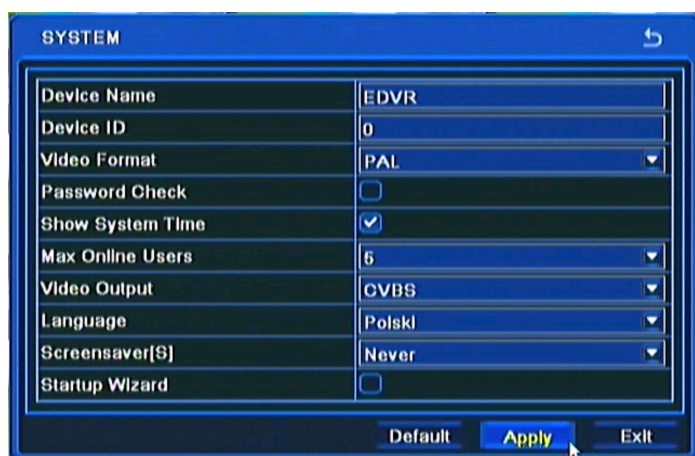 SYSTEM
Device Name EDVR
Device ID 0
Video Format PAL
Password Check
Show System Time
Max Online Users 5
Video Output CVBS
Language Polski
Screensaver[S] Never
Startup Wizard
Default Apply Exit